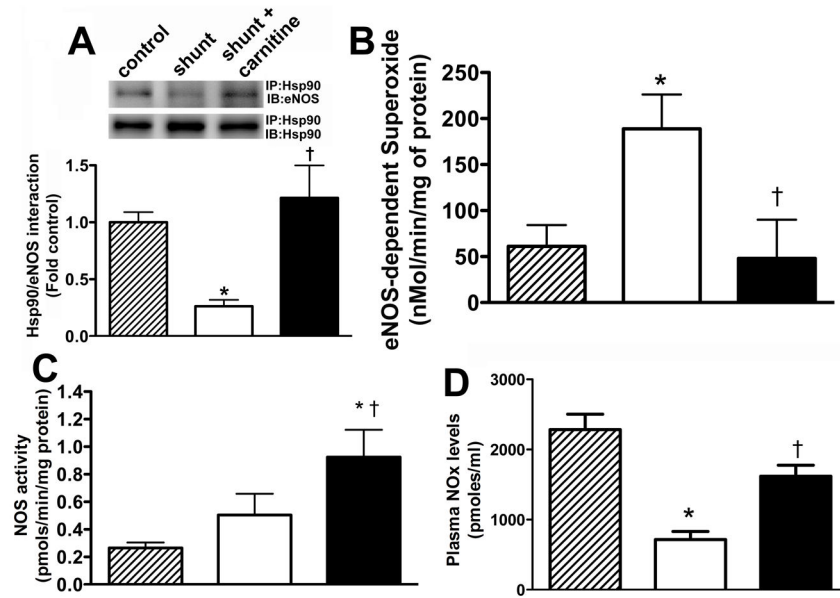 A
control
shunt
shunt +
carnitine
IP:Hsp90
IB:eNOS
IP:Hsp90
IB:Hsp90
Hsp90/eNOS interaction
(Fold control)
1.5
1.0
0.5
0.0
*
†
B
eNOS-dependent Superoxide
(nMol/min/mg of protein)
250
200
150
100
50
0
*
†
C
NOS activity
(pmols/min/mg protein)
1.4
1.2
1.0
0.8
0.6
0.4
0.2
0.0
* †
D
Plasma NOx levels
(pmoles/ml)
3000
2000
1000
0
*
†